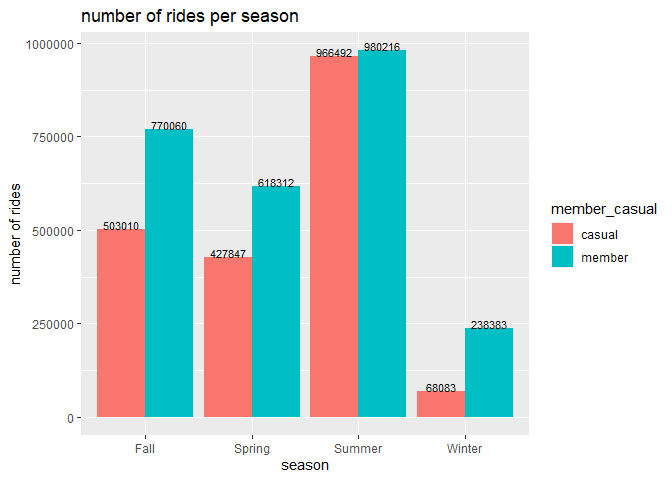 number of rides per season
1000000
750000
500000
250000
0
number of rides
503010
770060
427847
618312
966492
980216
68083
238383
Fall
Spring
Summer
Winter
season
member_casual
casual
member